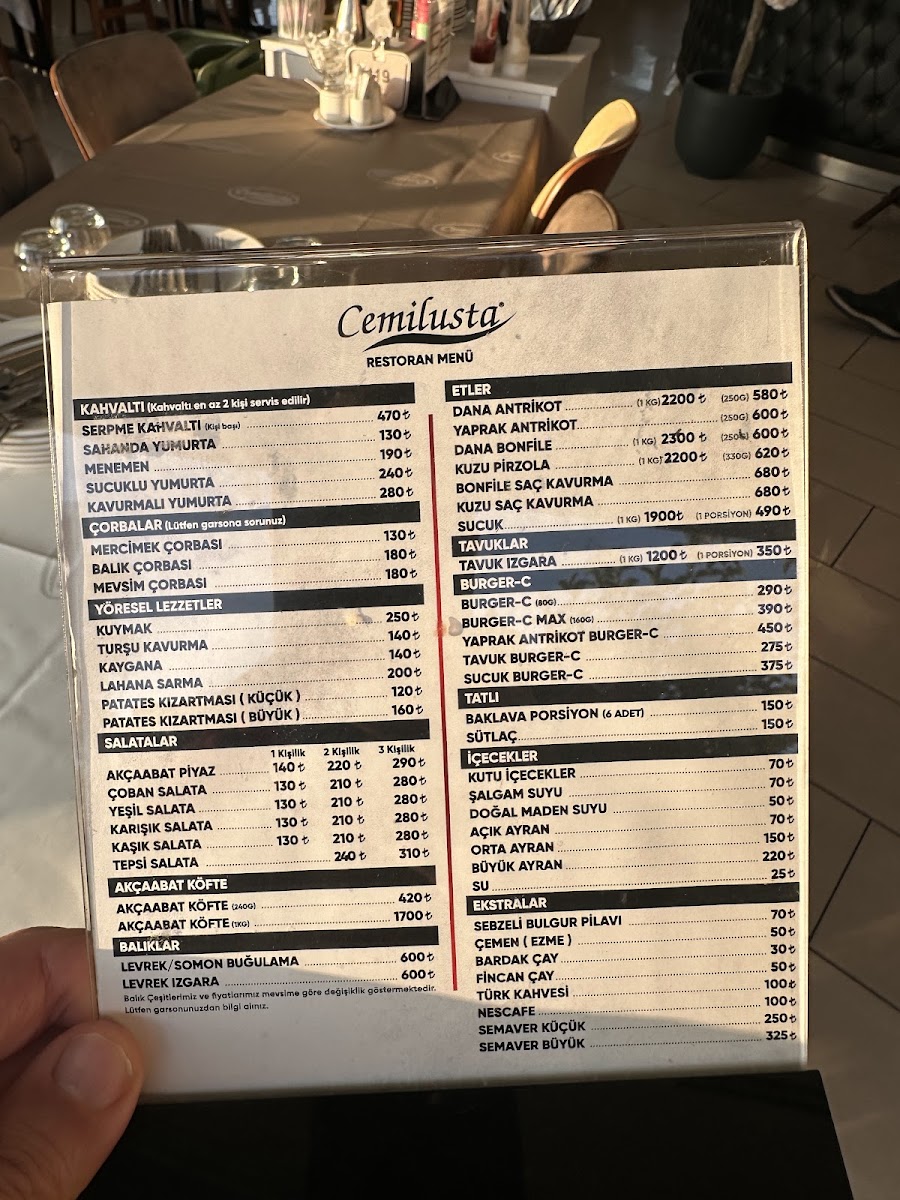 19
Cemilusta
RESTORAN MENÜ
KAHVALTI (Kahvaltı en az 2 kişi servis edilir)
SERPME KAHVALTI (Kişi başı) 470₺
SAHANDA YUMURTA 130₺
MENEMEN 190₺
SUCUKLU YUMURTA 240₺
KAVURMALI YUMURTA 280₺
ÇORBALAR (Lütfen garsona sorunuz)
MERCİMEK ÇORBASI 130₺
BALIK ÇORBASI 180₺
MEVSİM ÇORBASI 180₺
YÖRESEL LEZZETLER
KUYMAK 250₺
TURŞU KAVURMA 140₺
KAYGANA 140₺
LAHANA SARMA 200₺
PATATES KIZARTMASI ( KÜÇÜK ) 120₺
PATATES KIZARTMASI ( BÜYÜK ) 160₺
SALATALAR
1 Kişilik 2 Kişilik 3 Kişilik
AKÇAABAT PİYAZ 140₺ 220₺ 290₺
ÇOBAN SALATA 130₺ 210₺ 280₺
YEŞİL SALATA 130₺ 210₺ 280₺
KARIŞIK SALATA 130₺ 210₺ 280₺
KAŞIK SALATA 130₺ 210₺ 280₺
TEPSİ SALATA 240₺ 310₺
AKÇAABAT KÖFTE
AKÇAABAT KÖFTE (240G) 420₺
AKÇAABAT KÖFTE (1KG) 1700₺
BALIKLAR
LEVREK/SOMON BUĞULAMA 600₺
LEVREK IZGARA 600₺
Balık Çeşitlerimiz ve fiyatlarımız mevsime göre değişiklik göstermektedir.
Lütfen garsonunuzdan bilgi alınız.
ETLER
DANA ANTRİKOT (1 KG) 2200₺ (250G) 580₺
YAPRAK ANTRİKOT (250G) 600₺
DANA BONFİLE (1 KG) 2300₺ (250G) 600₺
KUZU PİRZOLA (1 KG) 2200₺ (330G) 620₺
BONFİLE SAÇ KAVURMA 680₺
KUZU SAÇ KAVURMA 680₺
SUCUK (1 KG) 1900₺ (1 PORSİYON) 490₺
TAVUKLAR
TAVUK IZGARA (1 KG) 1200₺ (1 PORSİYON) 350₺
BURGER-C
BURGER-C (80G) 290₺
BURGER-C MAX (160G) 390₺
YAPRAK ANTRİKOT BURGER-C 450₺
TAVUK BURGER-C 275₺
SUCUK BURGER-C 375₺
TATLI
BAKLAVA PORSİYON (6 ADET) 150₺
SÜTLAÇ 150₺
İÇECEKLER
KUTU İÇECEKLER 70₺
ŞALGAM SUYU 70₺
DOĞAL MADEN SUYU 50₺
AÇIK AYRAN 70₺
ORTA AYRAN 150₺
BÜYÜK AYRAN 220₺
SU 25₺
EKSTRALAR
SEBZELİ BULGUR PİLAVI 70₺
ÇEMEN ( EZME ) 50₺
BARDAK ÇAY 30₺
FİNCAN ÇAY 50₺
TÜRK KAHVESİ 100₺
NESCAFE 100₺
SEMAVER KÜÇÜK 250₺
SEMAVER BÜYÜK 325₺